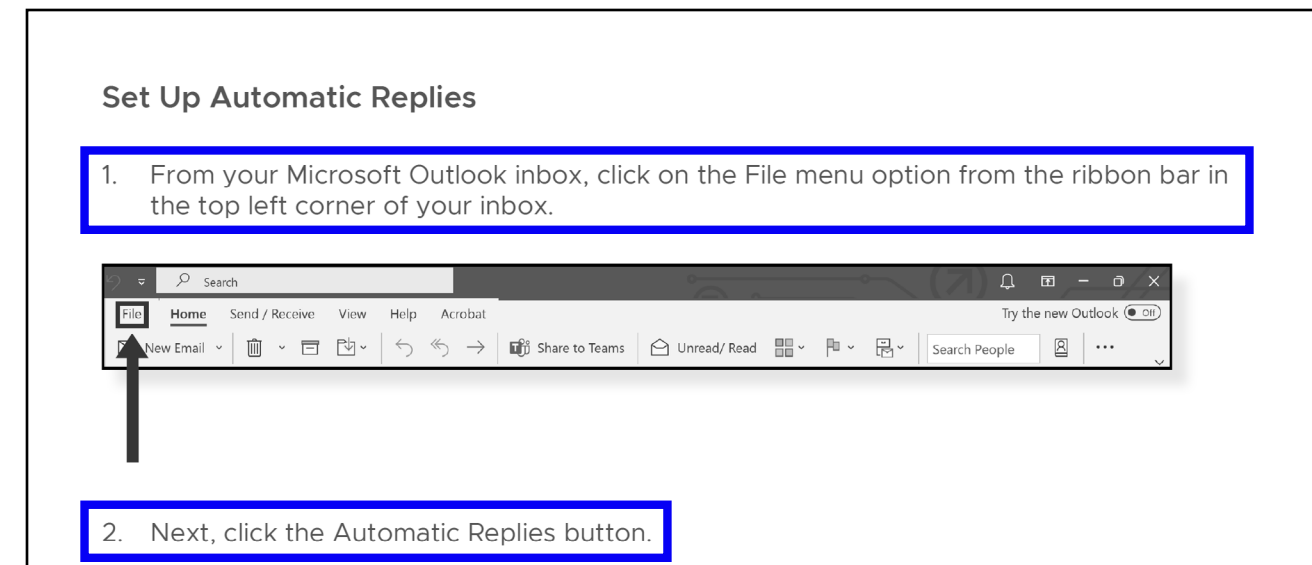 Set Up Automatic Replies
1. From your Microsoft Outlook inbox, click on the File menu option from the ribbon bar in
the top left corner of your inbox.
Search
File Home Send / Receive View Help Acrobat Try the new Outlook Off
New Email Share to Teams Unread/ Read Search People
2. Next, click the Automatic Replies button.